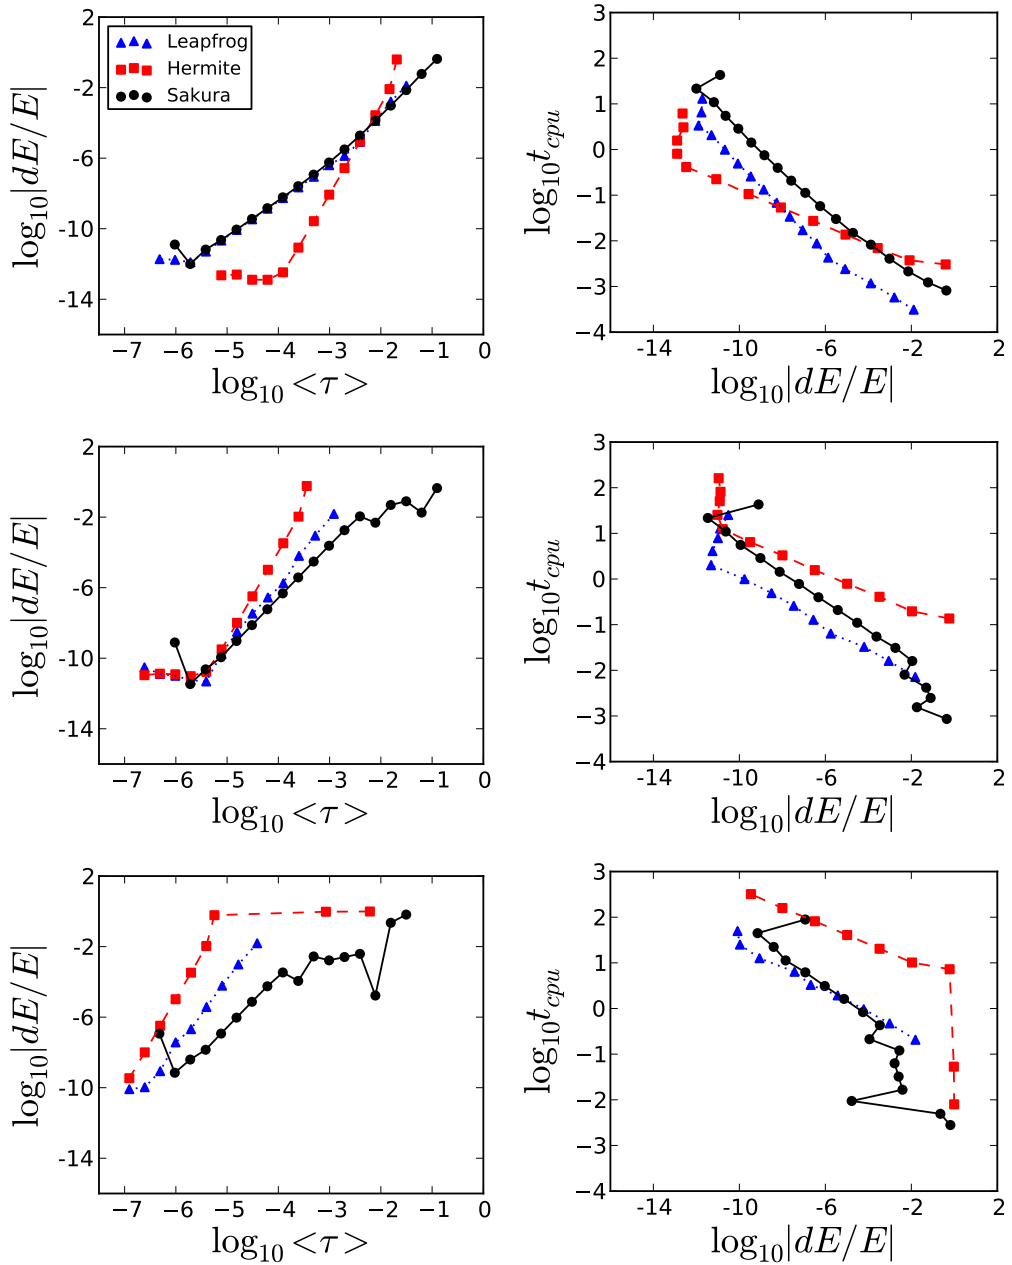 2
-2
-6
-10
-14
log₁₀|dE/E|
Leapfrog
Hermite
Sakura
−7 −6 −5 −4 −3 −2 −1 0
log₁₀ <τ>
3
2
1
0
−1
−2
−3
−4
log₁₀t_cpu
-14 -10 -6 -2 2
log₁₀|dE/E|
2
-2
-6
-10
-14
log₁₀|dE/E|
−7 −6 −5 −4 −3 −2 −1 0
log₁₀ <τ>
3
2
1
0
−1
−2
−3
−4
log₁₀t_cpu
-14 -10 -6 -2 2
log₁₀|dE/E|
2
-2
-6
-10
-14
log₁₀|dE/E|
−7 −6 −5 −4 −3 −2 −1 0
log₁₀ <τ>
3
2
1
0
−1
−2
−3
−4
log₁₀t_cpu
-14 -10 -6 -2 2
log₁₀|dE/E|